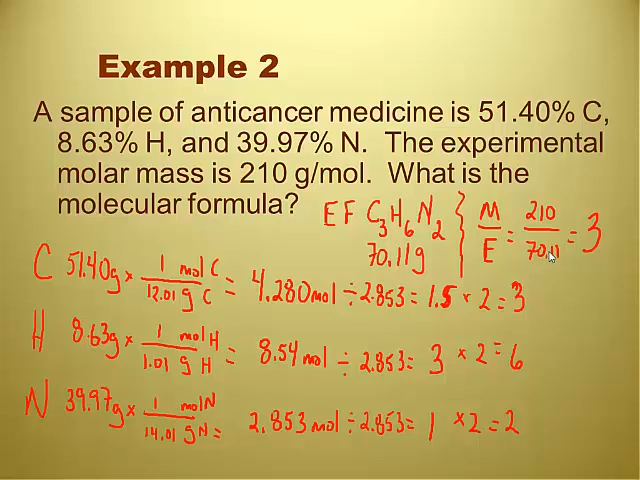 Example 2
A sample of anticancer medicine is 51.40% C,
8.63% H, and 39.97% N. The experimental
molar mass is 210 g/mol. What is the
molecular formula?
E F C3H6N2
70.11g
M/E = 210/70.11 = 3
C 51.40g × 1 mol C/12.01 g C = 4.280 mol ÷ 2.853 = 1.5 × 2 = 3
H 8.63g × 1 mol H/1.01 g H = 8.54 mol ÷ 2.853 = 3 × 2 = 6
N 39.97g × 1 mol N/14.01 g N = 2.853 mol ÷ 2.853 = 1 × 2 = 2